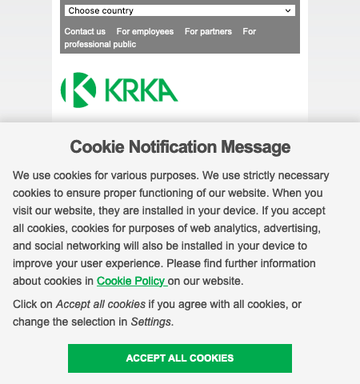 Choose country
Contact us For employees For partners For
professional public
KRKA
Cookie Notification Message
We use cookies for various purposes. We use strictly necessary
cookies to ensure proper functioning of our website. When you
visit our website, they are installed in your device. If you accept
all cookies, cookies for purposes of web analytics, advertising,
and social networking will also be installed in your device to
improve your user experience. Please find further information
about cookies in Cookie Policy on our website.
Click on Accept all cookies if you agree with all cookies, or
change the selection in Settings.
ACCEPT ALL COOKIES